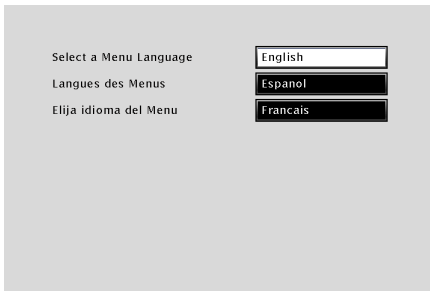 Select a Menu Language English
Langues des Menus Espanol
Elija idioma del Menu Francais